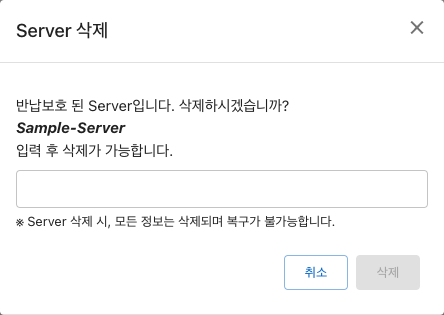 Server 삭제
반납보호 된 Server입니다. 삭제하시겠습니까?
Sample-Server
입력 후 삭제가 가능합니다.
※ Server 삭제 시, 모든 정보는 삭제되며 복구가 불가능합니다.
취소 삭제